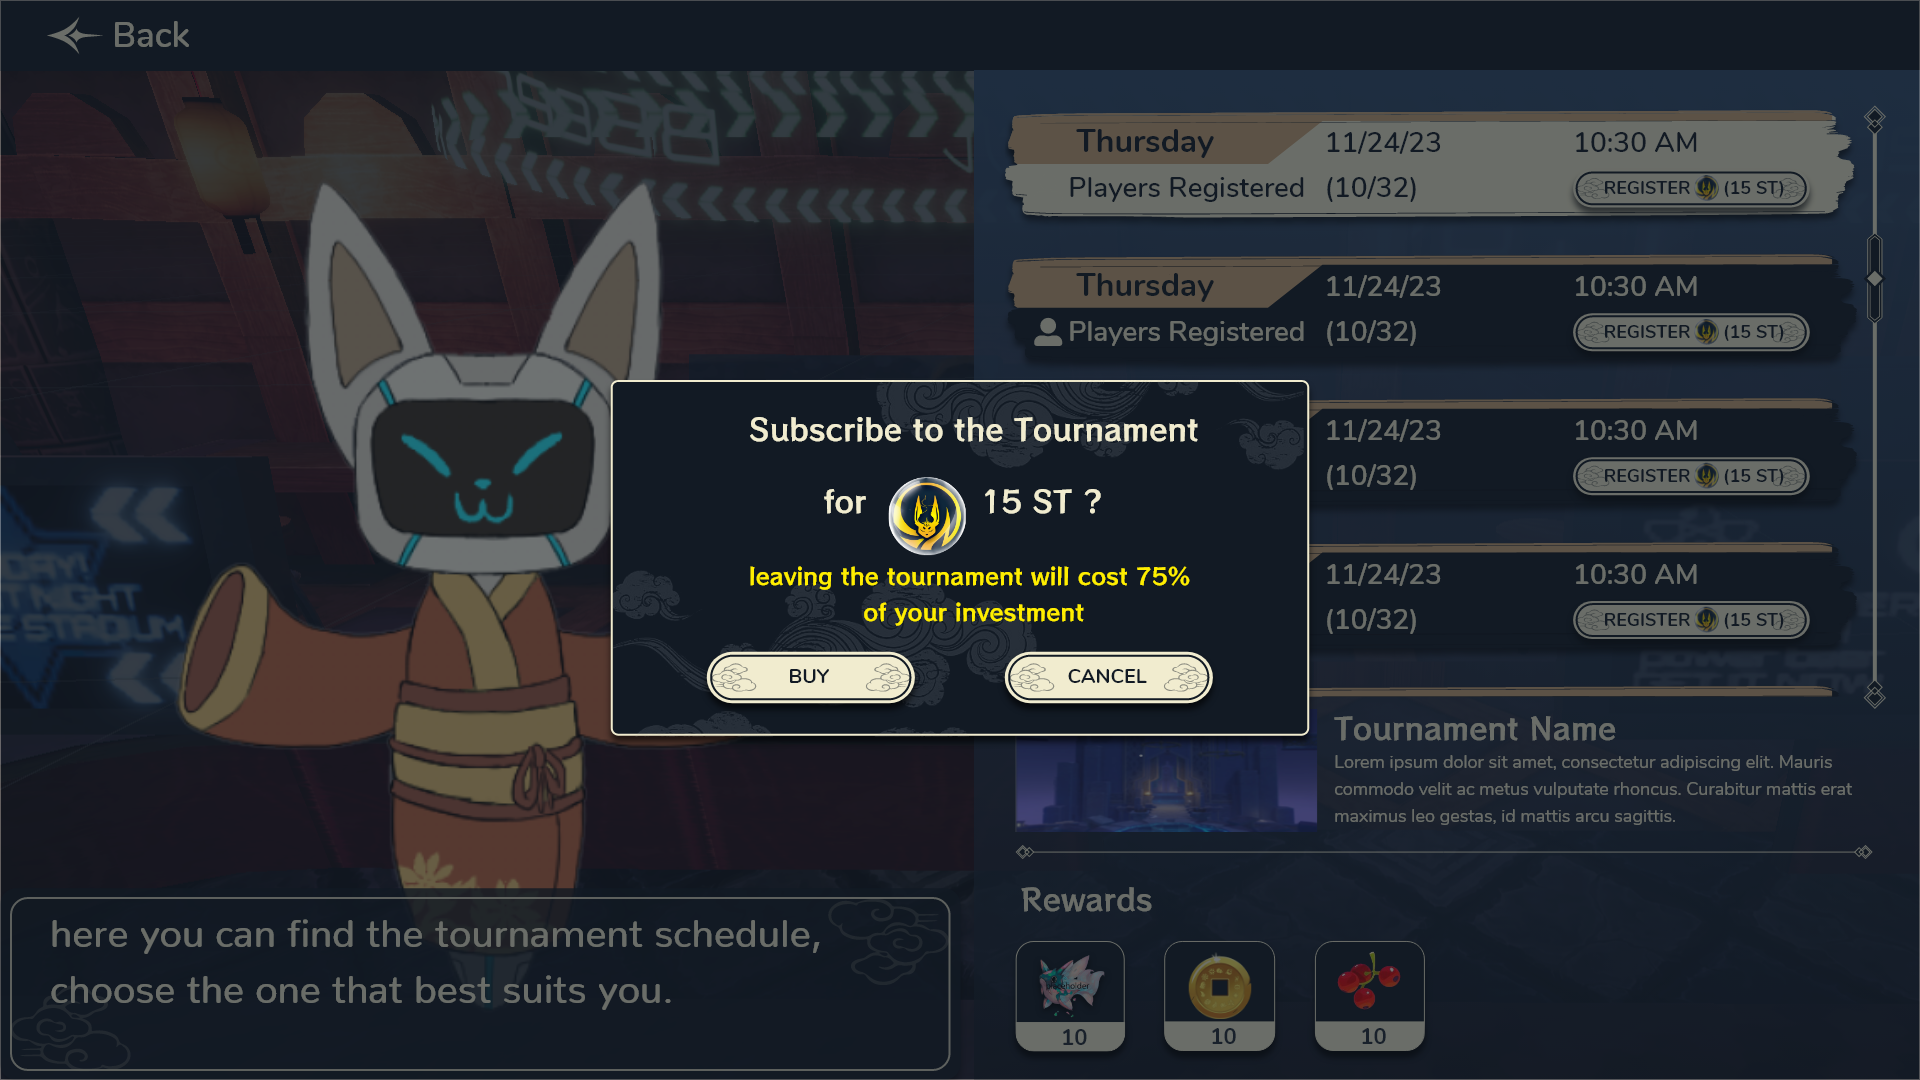 Back
Thursday 11/24/23 10:30 AM
Players Registered (10/32) REGISTER (15 ST)
Thursday 11/24/23 10:30 AM
Players Registered (10/32) REGISTER (15 ST)
11/24/23 10:30 AM
(10/32) REGISTER (15 ST)
11/24/23 10:30 AM
(10/32) REGISTER (15 ST)
Subscribe to the Tournament
for 15 ST ?
leaving the tournament will cost 75%
of your investment
BUY CANCEL
Tournament Name
Lorem ipsum dolor sit amet, consectetur adipiscing elit. Mauris
commodo velit ac metus vulputate rhoncus. Curabitur mattis erat
maximus leo gestas, id mattis arcu sagittis.
Rewards
placeholder
10 10 10
here you can find the tournament schedule,
choose the one that best suits you.
DAY!
T NIGHT
E STADIUM